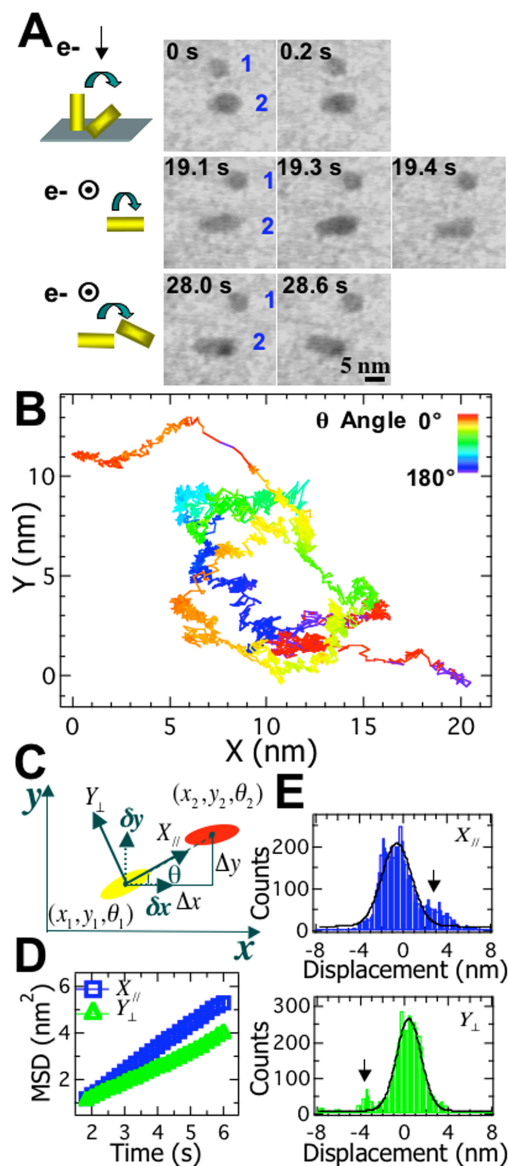 A
e-
0 s
1
2
0.2 s
e-
19.1 s
1
2
19.3 s
19.4 s
e-
28.0 s
1
2
28.6 s
5 nm
B
θ Angle 0°
180°
10
5
0
Y (nm)
0 5 10 15 20
X (nm)
C
y
Y⊥
δy
X//
(x₂,y₂,θ₂)
θ
Δy
δx
Δx
(x₁,y₁,θ₁)
x
D
X//
Y⊥
MSD (nm²)
5
3
1
2 3 4 5 6
Time (s)
E
X//
Counts
200
100
0
-8 -4 0 4 8
Displacement (nm)
Y⊥
Counts
300
200
100
0
-8 -4 0 4 8
Displacement (nm)